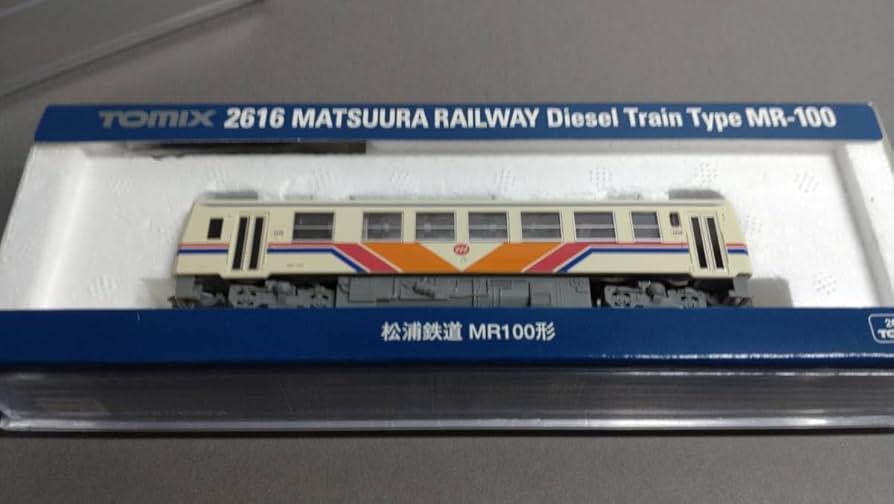 TOMIX 2616 MATSUURA RAILWAY Diesel Train Type MR-100
松浦鉄道 MR100形